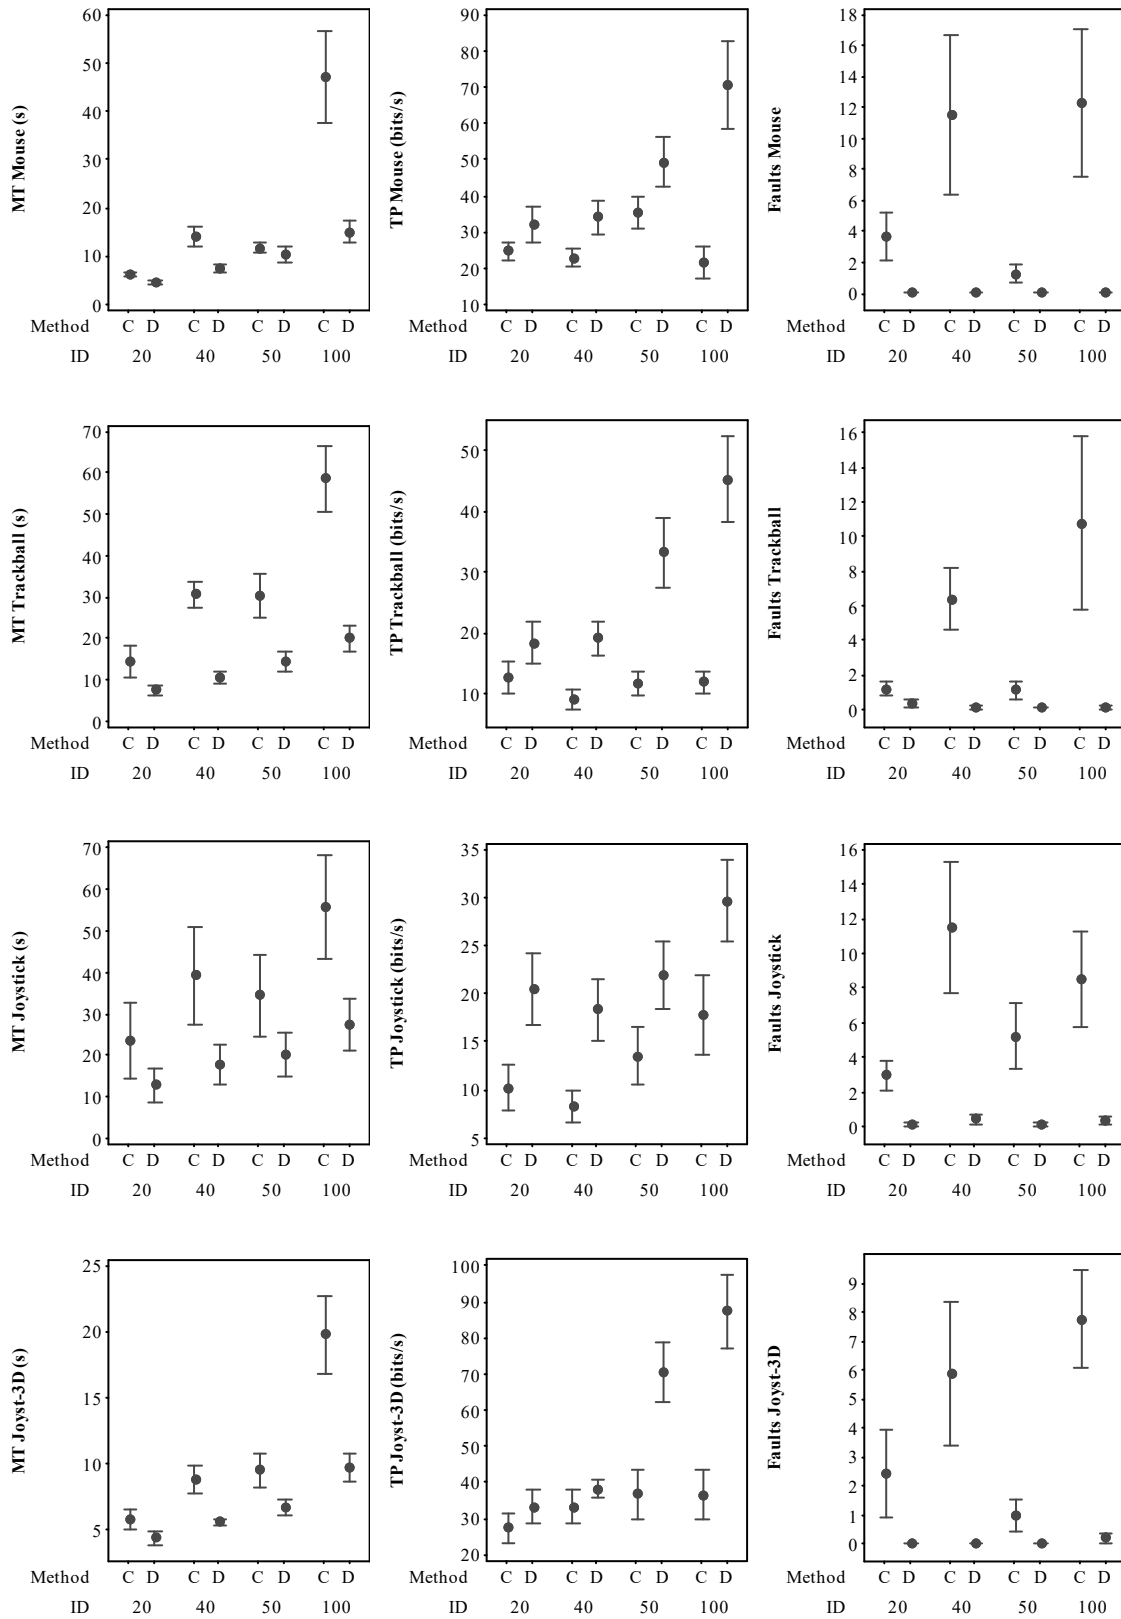 MT Mouse (s)
60
50
40
30
20
10
0
Method C D C D C D C D
ID 20 40 50 100
TP Mouse (bits/s)
90
80
70
60
50
40
30
20
10
Method C D C D C D C D
ID 20 40 50 100
Faults Mouse
18
16
14
12
10
8
6
4
2
0
Method C D C D C D C D
ID 20 40 50 100
MT Trackball (s)
70
60
50
40
30
20
10
0
Method C D C D C D C D
ID 20 40 50 100
TP Trackball (bits/s)
50
40
30
20
10
Method C D C D C D C D
ID 20 40 50 100
Faults Trackball
16
14
12
10
8
6
4
2
0
Method C D C D C D C D
ID 20 40 50 100
MT Joystick (s)
70
60
50
40
30
20
10
0
Method C D C D C D C D
ID 20 40 50 100
TP Joystick (bits/s)
35
30
25
20
15
10
5
Method C D C D C D C D
ID 20 40 50 100
Faults Joystick
16
14
12
10
8
6
4
2
0
Method C D C D C D C D
ID 20 40 50 100
MT Joyst-3D (s)
25
20
15
10
5
Method C D C D C D C D
ID 20 40 50 100
TP Joyst-3D (bits/s)
100
90
80
70
60
50
40
30
20
Method C D C D C D C D
ID 20 40 50 100
Faults Joyst-3D
9
8
7
6
5
4
3
2
1
0
Method C D C D C D C D
ID 20 40 50 100